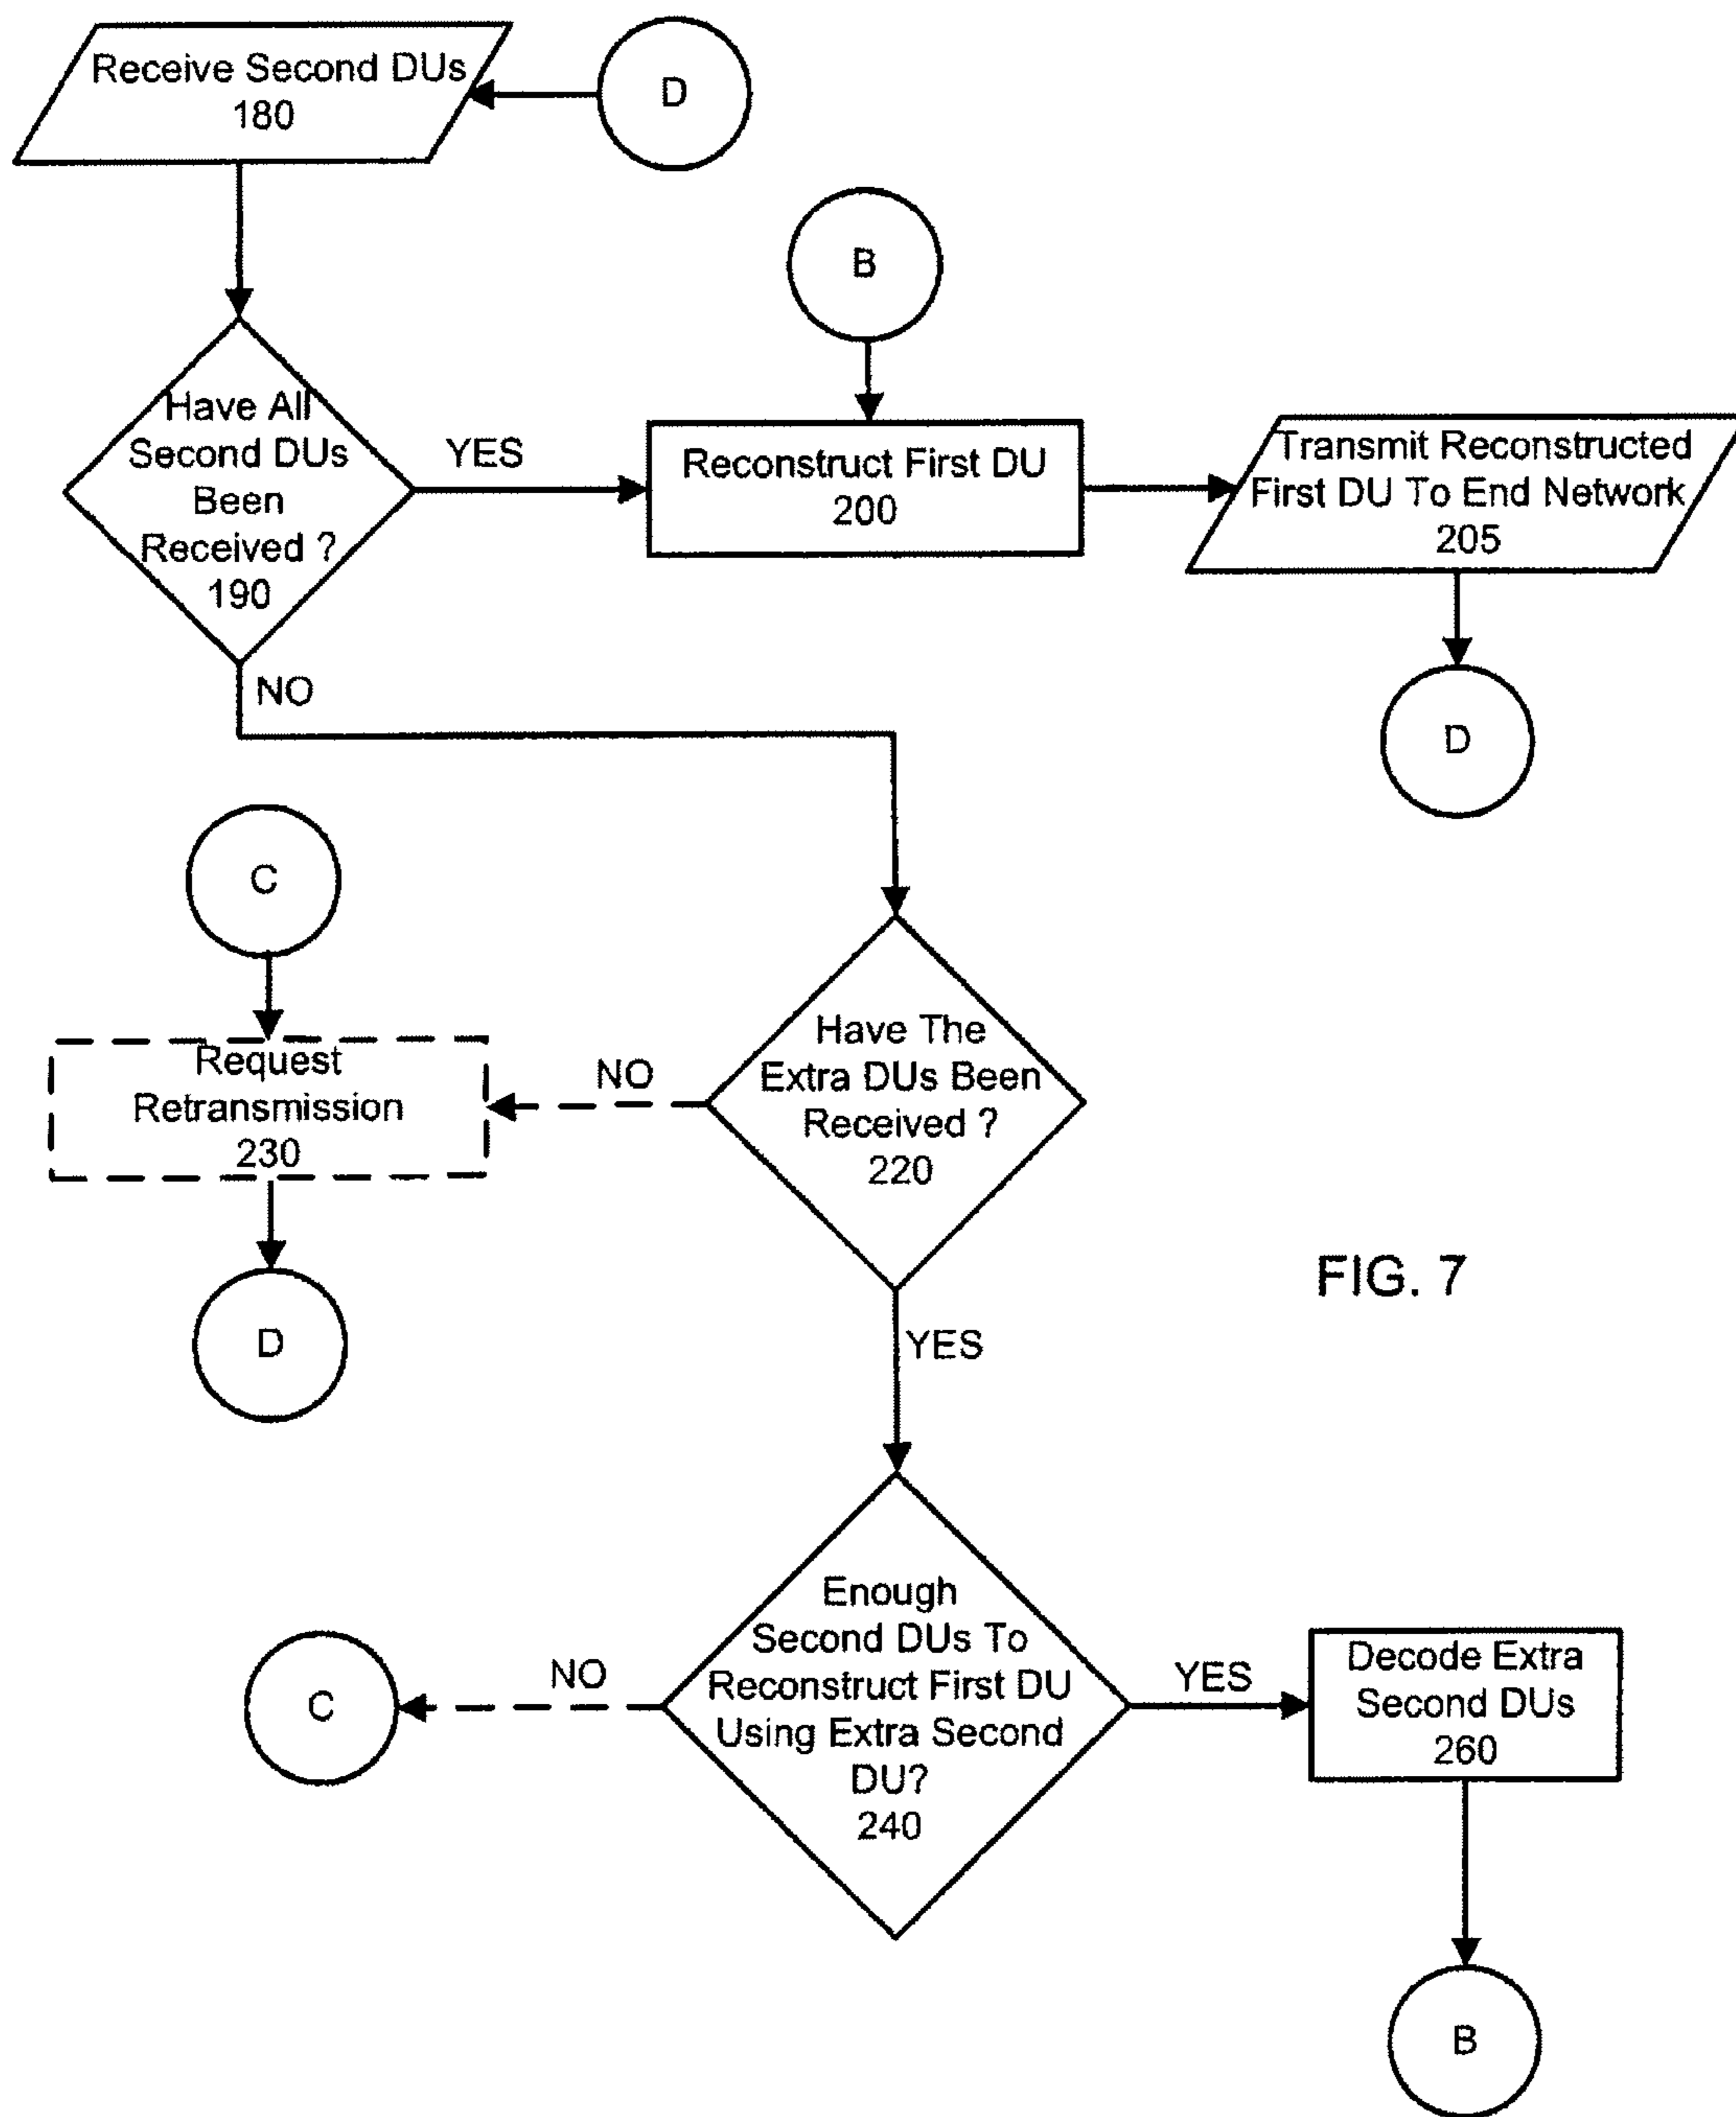 Receive Second DUs
180
D
B
Have All
Second DUs
Been
Received ?
190
YES
Reconstruct First DU
200
Transmit Reconstructed
First DU To End Network
205
NO
D
C
Request
Retransmission
230
NO
Have The
Extra DUs Been
Received ?
220
D
FIG. 7
YES
Enough
Second DUs To
Reconstruct First DU
Using Extra Second
DU?
240
NO
C
YES
Decode Extra
Second DUs
260
B